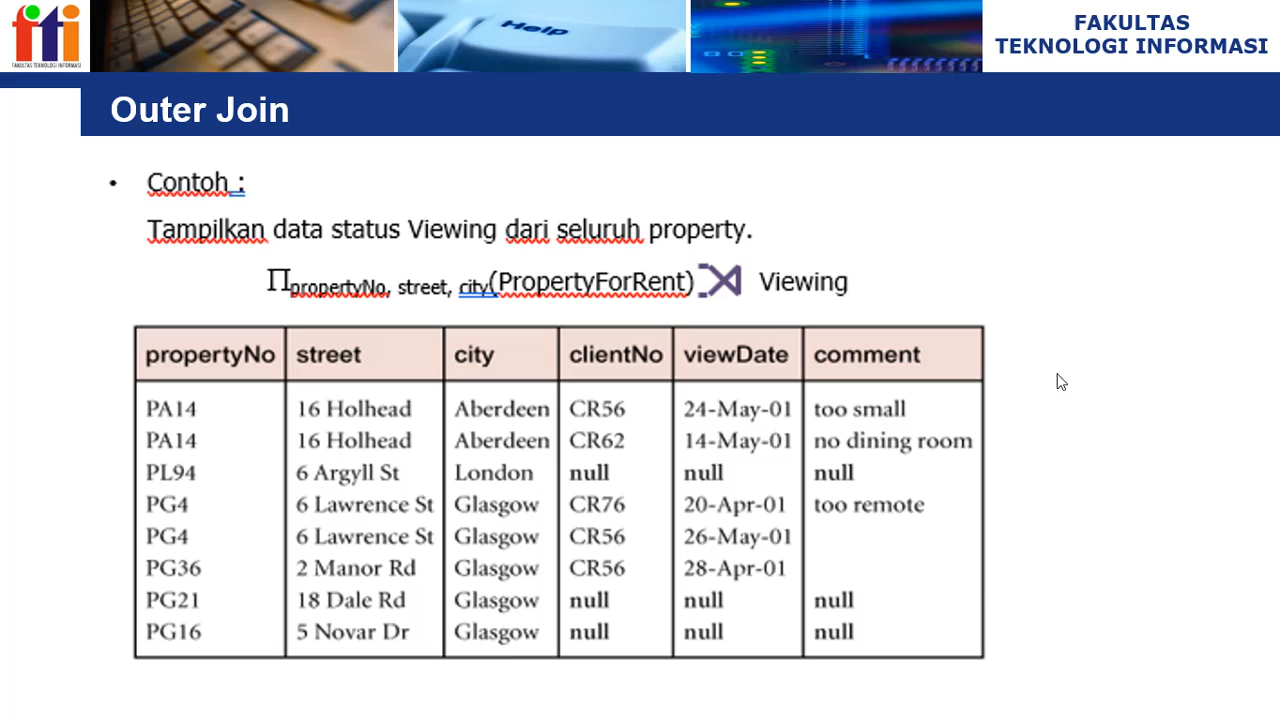 fti
FAKULTAS TEKNOLOGI INFORMASI
Help
FAKULTAS
TEKNOLOGI INFORMASI
Outer Join
• Contoh :
Tampilkan data status Viewing dari seluruh property.
Π propertyNo, street, city(PropertyForRent) ⟕ Viewing
propertyNo street city clientNo viewDate comment
PA14 16 Holhead Aberdeen CR56 24-May-01 too small
PA14 16 Holhead Aberdeen CR62 14-May-01 no dining room
PL94 6 Argyll St London null null null
PG4 6 Lawrence St Glasgow CR76 20-Apr-01 too remote
PG4 6 Lawrence St Glasgow CR56 26-May-01
PG36 2 Manor Rd Glasgow CR56 28-Apr-01
PG21 18 Dale Rd Glasgow null null null
PG16 5 Novar Dr Glasgow null null null